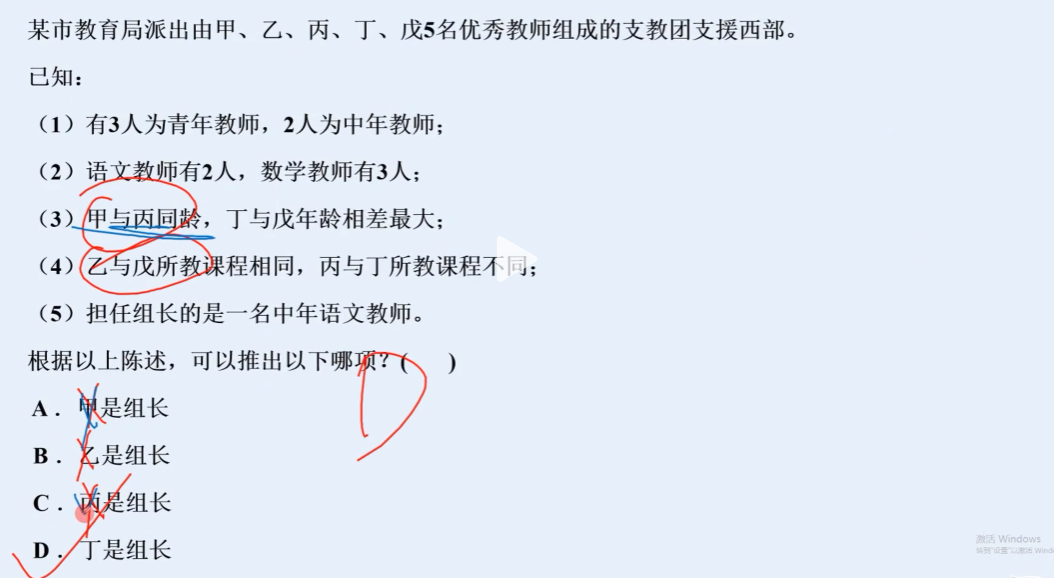 某市教育局派出由甲、乙、丙、丁、戊5名优秀教师组成的支教团支援西部。
已知：
（1）有3人为青年教师，2人为中年教师；
（2）语文教师有2人，数学教师有3人；
（3）甲与丙同龄，丁与戊年龄相差最大；
（4）乙与戊所教课程相同，丙与丁所教课程不同；
（5）担任组长的是一名中年语文教师。
根据以上陈述，可以推出以下哪项？(    )
D
A．甲是组长
B．乙是组长
C．丙是组长
D．丁是组长
激活 Windows
转到"设置"以激活 Wind